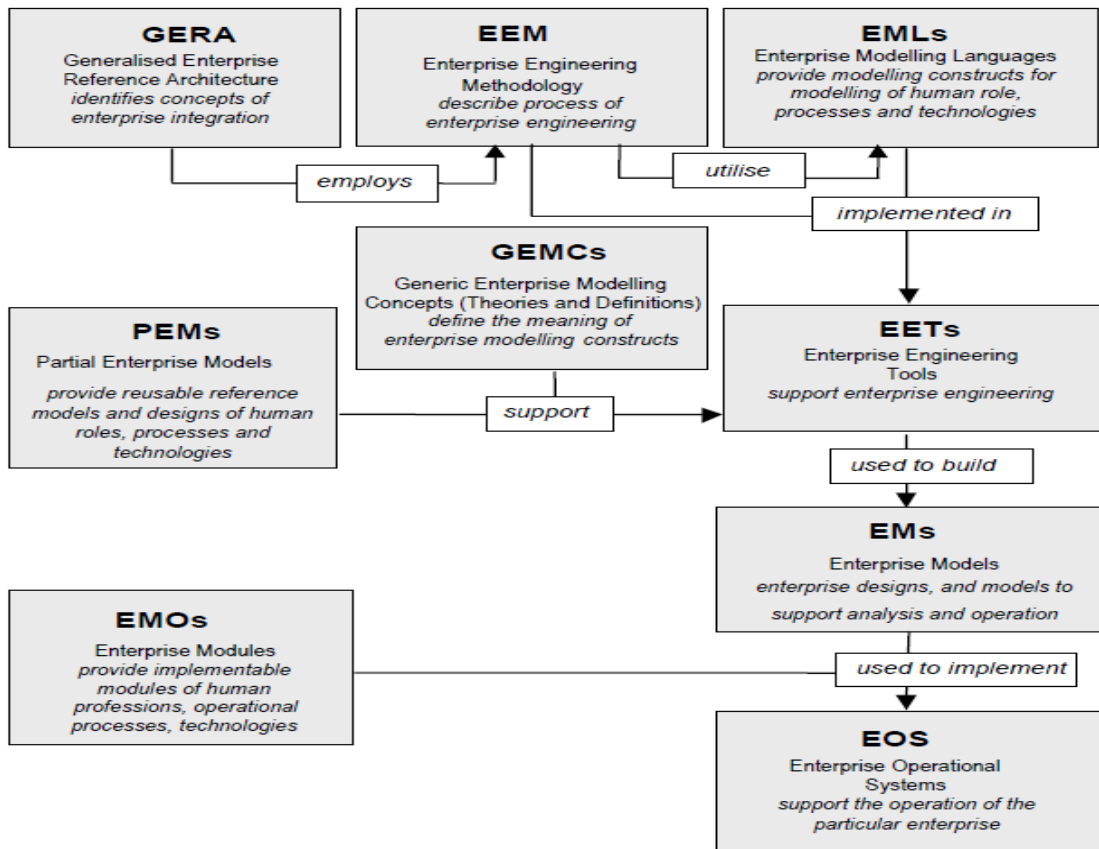 GERA
Generalised Enterprise
Reference Architecture
identifies concepts of
enterprise integration
EEM
Enterprise Engineering
Methodology
describe process of
enterprise engineering
EMLs
Enterprise Modelling Languages
provide modelling constructs for
modelling of human role,
processes and technologies
employs
utilise
implemented in
GEMCs
Generic Enterprise Modelling
Concepts (Theories and Definitions)
define the meaning of
enterprise modelling constructs
PEMs
Partial Enterprise Models
provide reusable reference
models and designs of human
roles, processes and
technologies
support
EETs
Enterprise Engineering
Tools
support enterprise engineering
used to build
EMs
Enterprise Models
enterprise designs, and models to
support analysis and operation
EMOs
Enterprise Modules
provide implementable
modules of human
professions, operational
processes, technologies
used to implement
EOS
Enterprise Operational
Systems
support the operation of the
particular enterprise